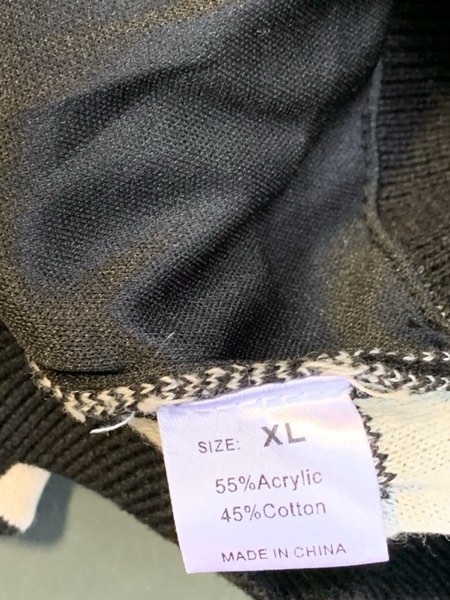 SIZE: XL
55%Acrylic
45%Cotton
MADE IN CHINA